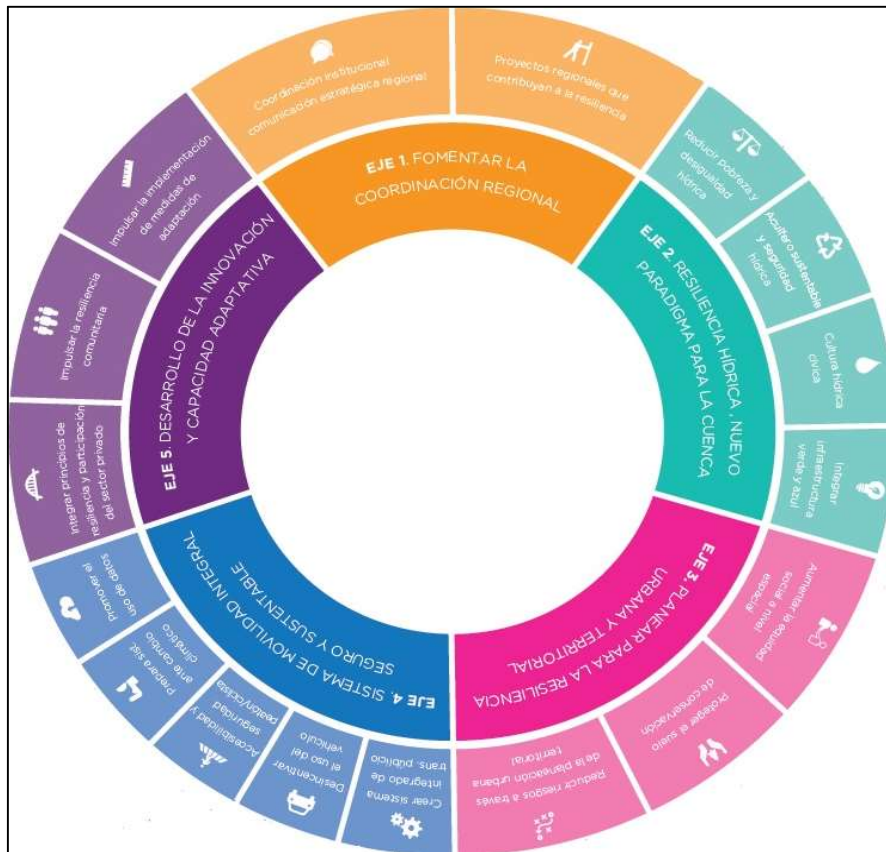 Coordinación institucional
comunicación estratégica regional
Proyectos regionales que
contribuyan a la resiliencia
EJE 1. FOMENTAR LA
COORDINACIÓN REGIONAL
Reducir pobreza y
desigualdad
hídrica
Acuífero sustentable
y seguridad
hídrica
Cultura hídrica
cívica
Integrar
infraestructura
verde y azul
EJE 2. RESILIENCIA HÍDRICA , NUEVO
PARADIGMA PARA LA CUENCA
Aumentar la equidad
social a nivel
espacial
Proteger el suelo
de conservación
Reducir riesgos a través
de la planeación urbana
territorial
EJE 3. PLANEAR PARA LA RESILIENCIA
URBANA Y TERRITORIAL
Crear sistema
integrado de
trans. público
Desincentivar
el uso del
vehículo
Accesibilidad y
seguridad
peaton/ciclista
Prepara sist.
ante cambio
climático
Promover el
uso de datos
EJE 4. SISTEMA DE MOVILIDAD INTEGRAL
SEGURO Y SUSTENTABLE
Integrar principios de
resiliencia y participación
del sector privado
Impulsar la resiliencia
comunitaria
Impulsar la implementación
de medidas de
adaptación
EJE 5. DESARROLLO DE LA INNOVACIÓN
Y CAPACIDAD ADAPTATIVA